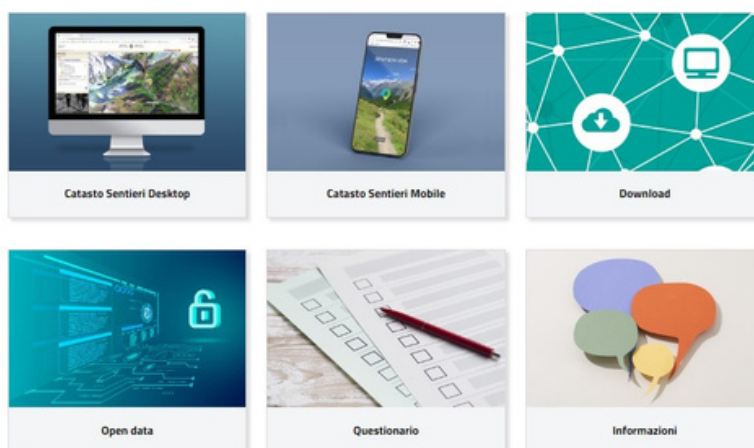 Catasto Sentieri Desktop
Catasto Sentieri Mobile
Download
Open data
Questionario
Informazioni